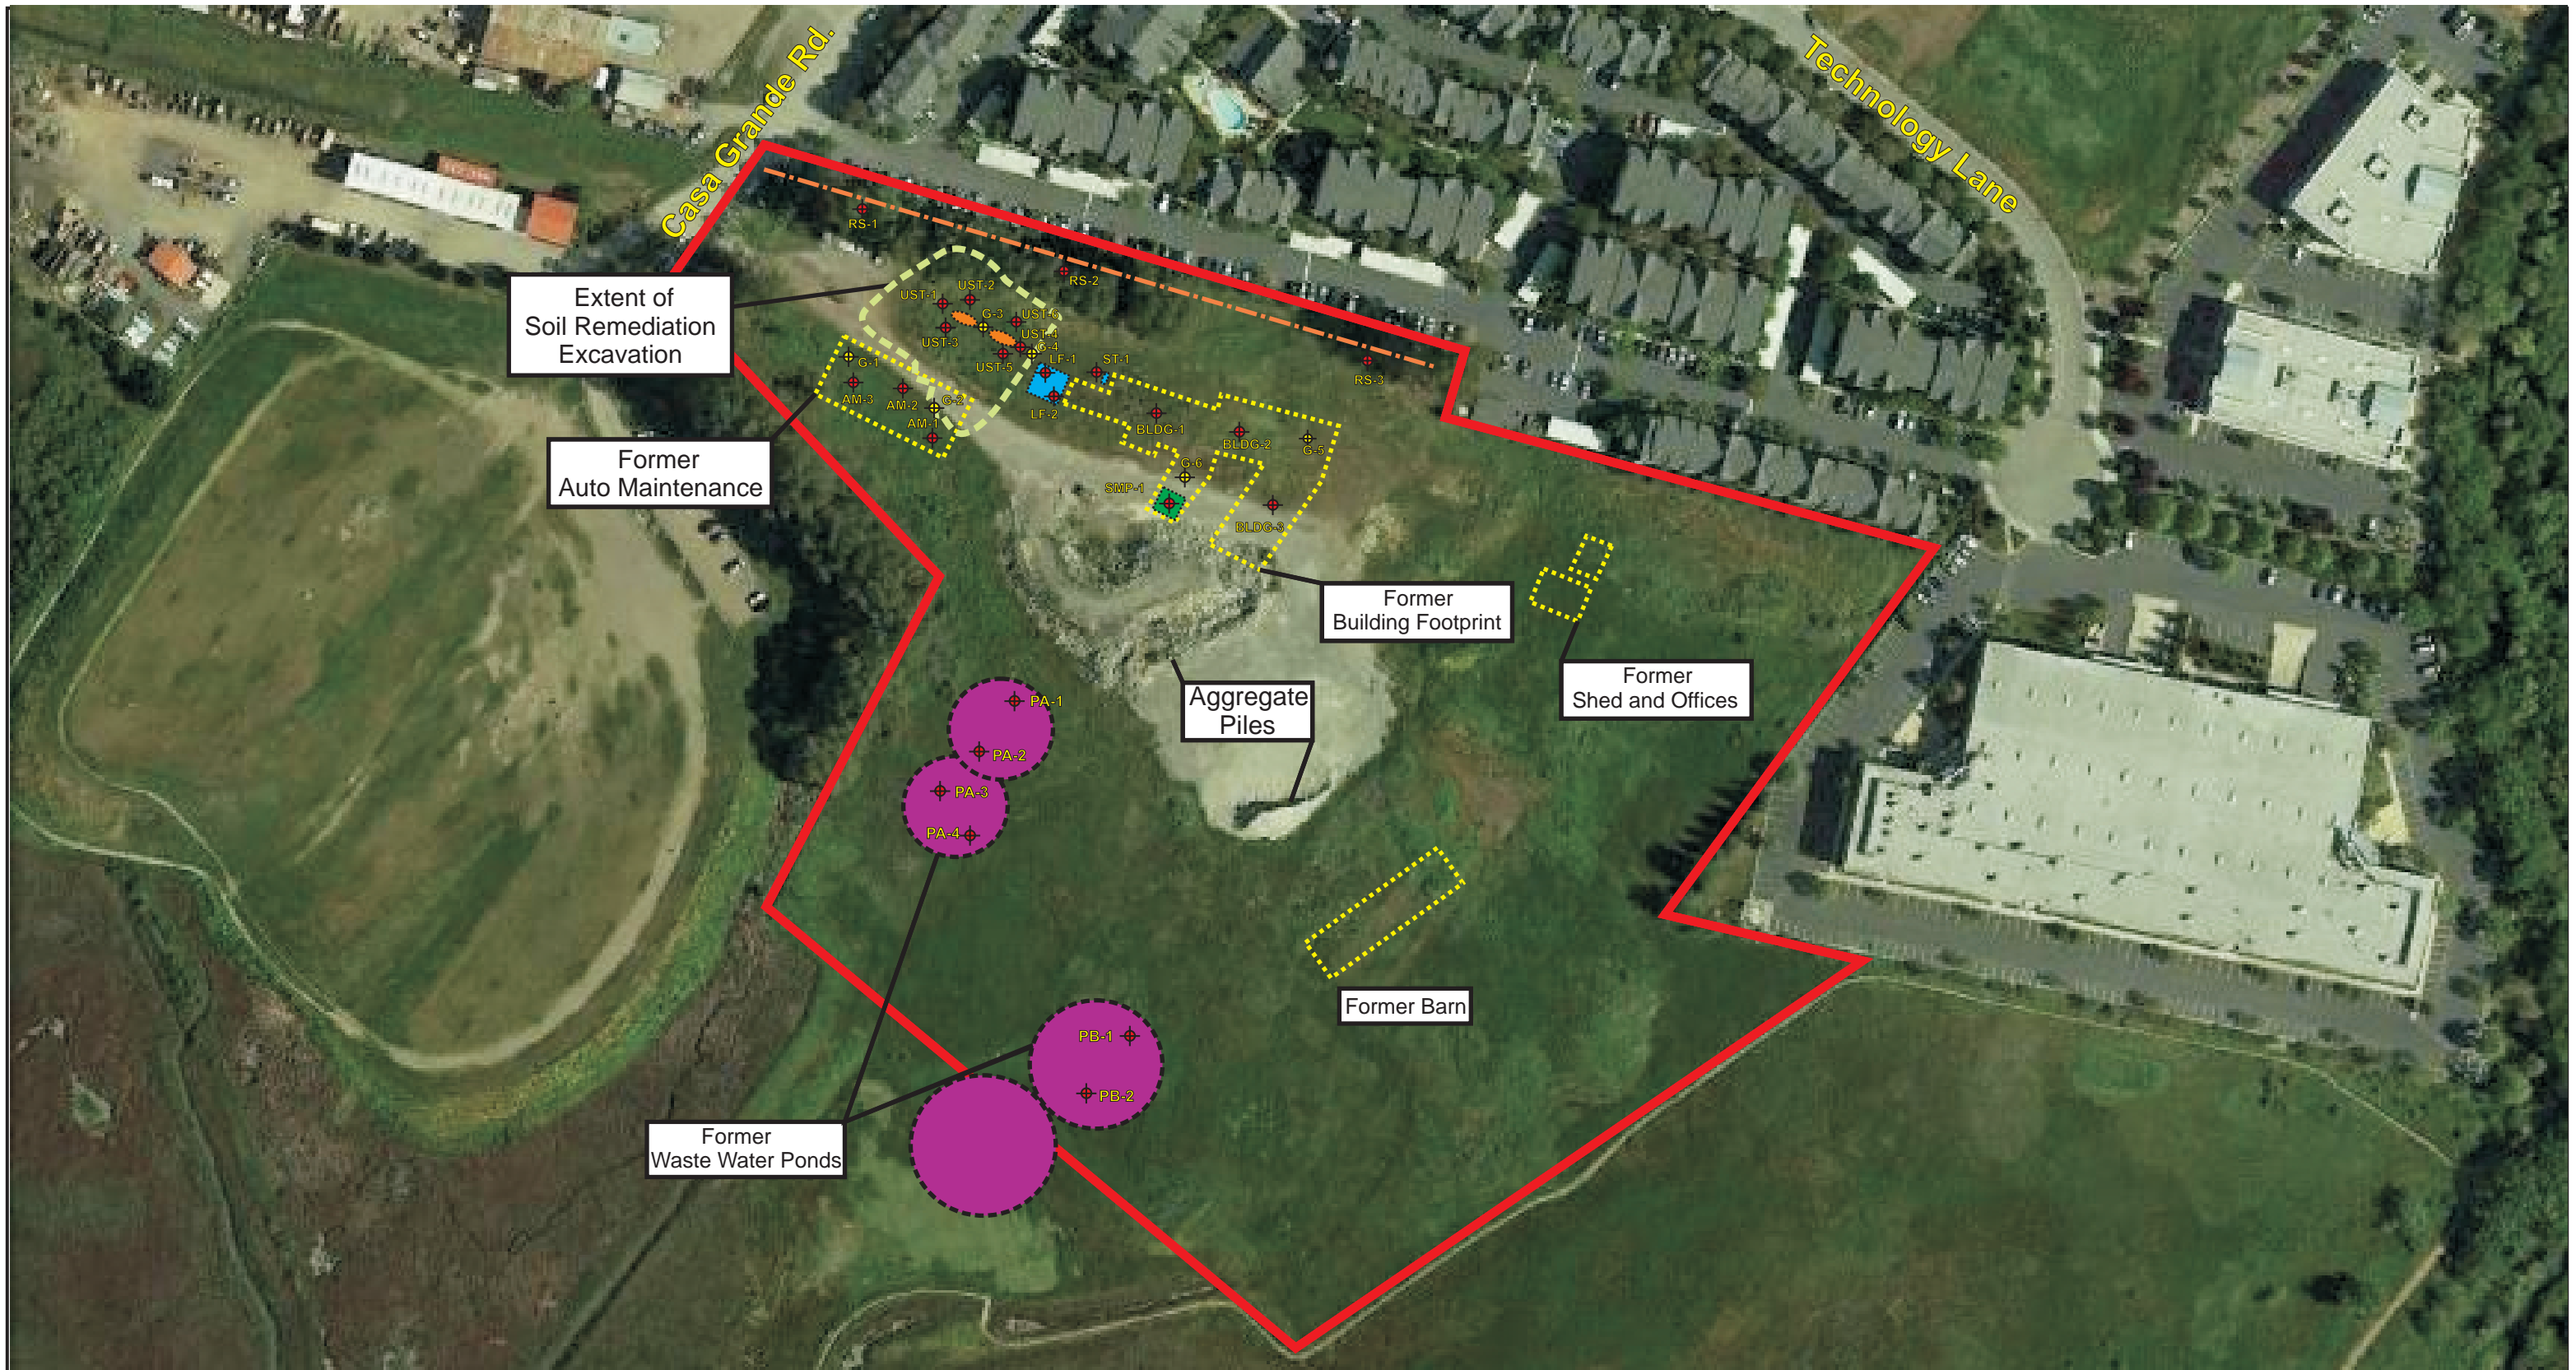 Casa Grande Rd.
Technology Lane
RS-1
RS-2
RS-3
Extent of
Soil Remediation
Excavation
UST-1
UST-2
G-3
UST-3
UST-4
G-4
UST-5
LF-1
ST-1
LF-2
G-1
AM-3
AM-2
G-2
AM-1
Former
Auto Maintenance
BLDG-1
BLDG-2
G-5
G-6
SMP-1
BLDG-3
Former
Building Footprint
Former
Shed and Offices
Aggregate
Piles
PA-1
PA-2
PA-3
PA-4
Former Barn
PB-1
PB-2
Former
Waste Water Ponds